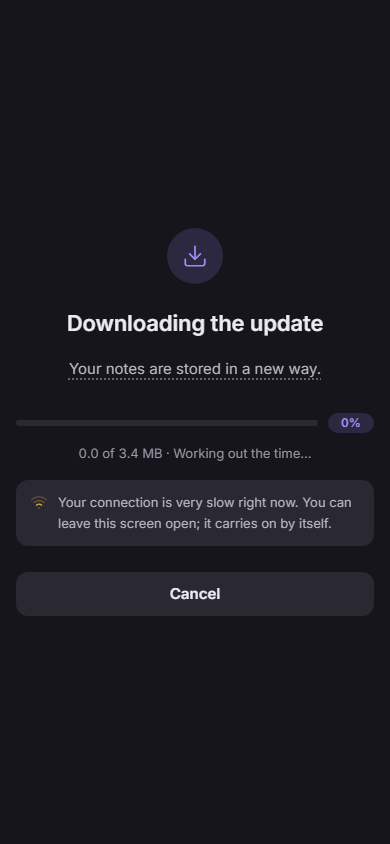 Downloading the update
Your notes are stored in a new way.
0%
0.0 of 3.4 MB · Working out the time...
Your connection is very slow right now. You can
leave this screen open; it carries on by itself.
Cancel